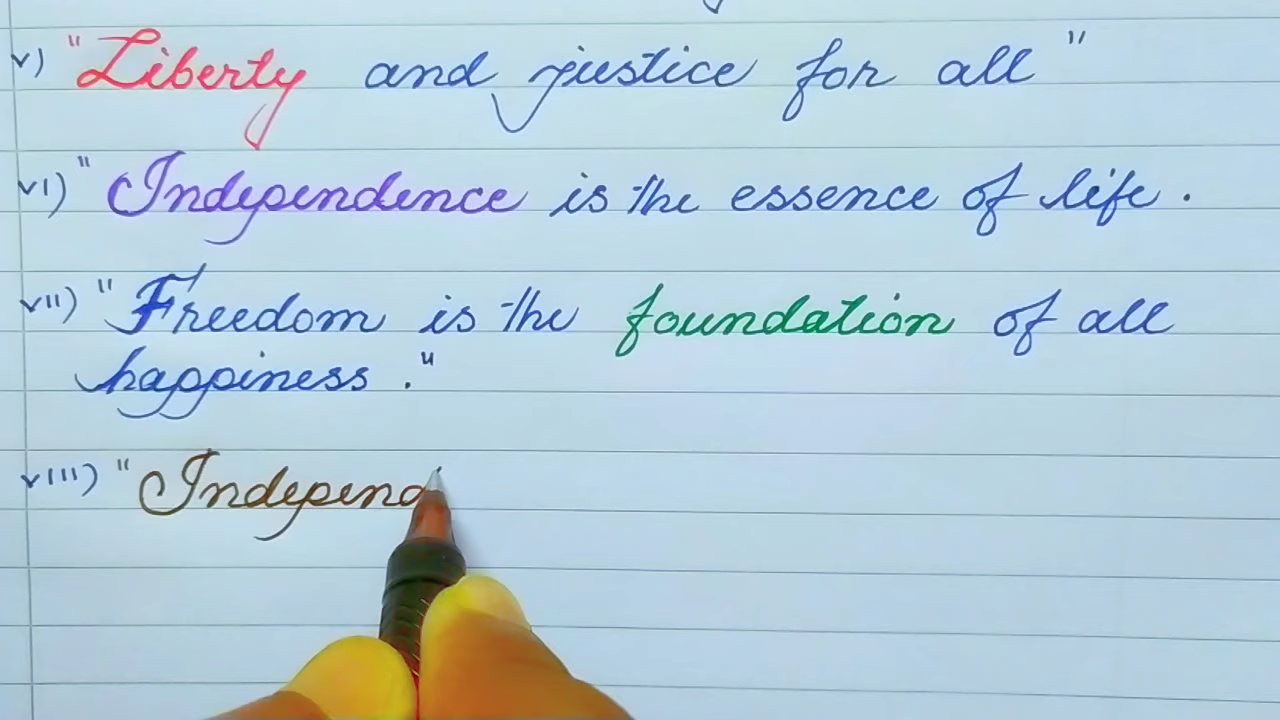 v) "Liberty and justice for all"
vi) "Independence is the essence of life.
vii) "Freedom is the foundation of all
happiness."
viii) "Independ